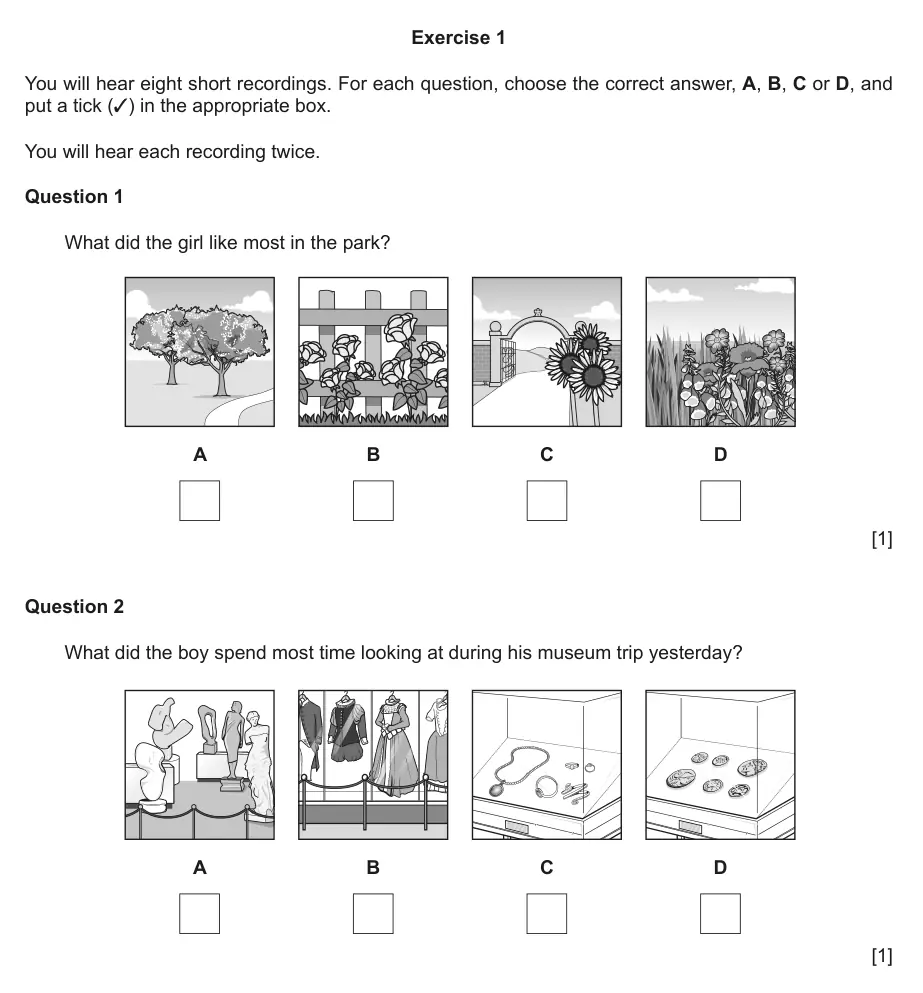 Exercise 1
You will hear eight short recordings. For each question, choose the correct answer, A, B, C or D, and
put a tick (✓) in the appropriate box.
You will hear each recording twice.
Question 1
What did the girl like most in the park?
A B C D
[1]
Question 2
What did the boy spend most time looking at during his museum trip yesterday?
A B C D
[1]